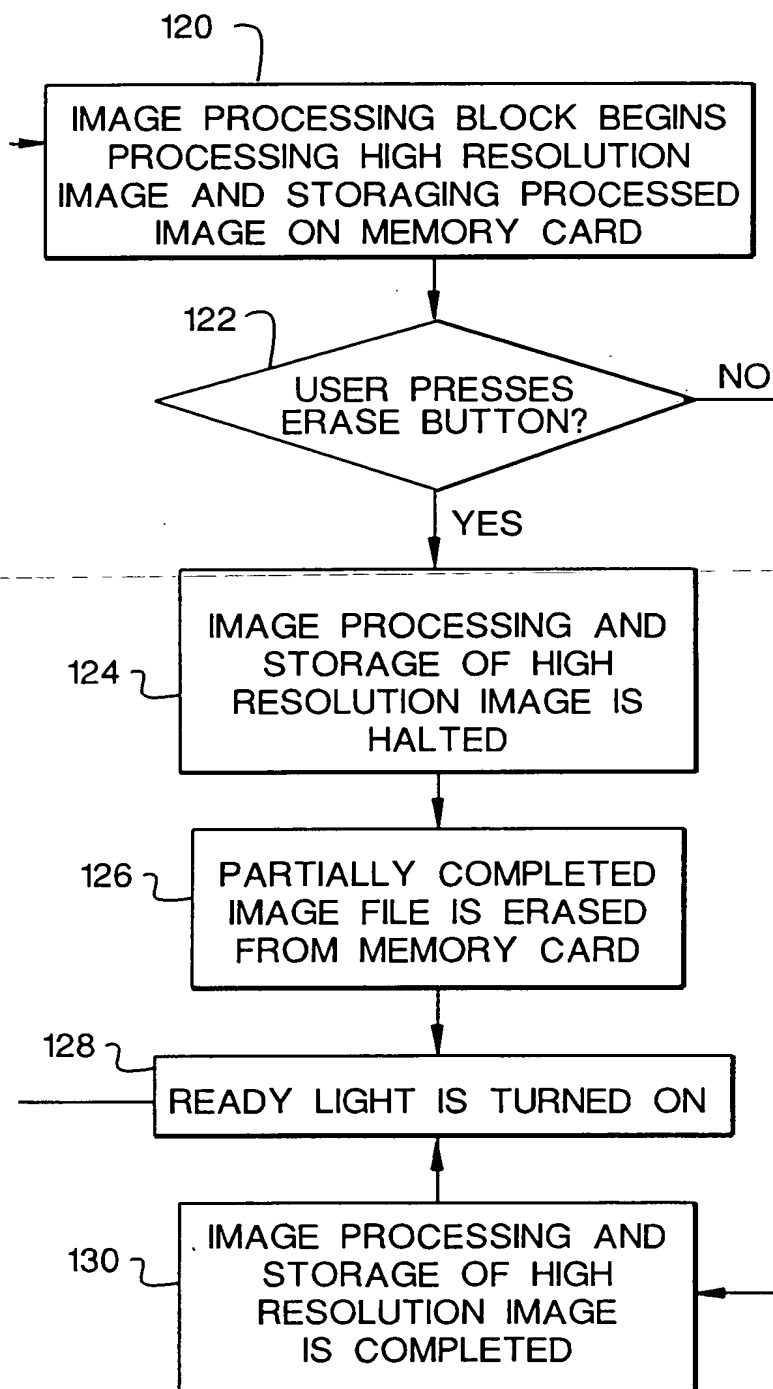 120
IMAGE PROCESSING BLOCK BEGINS
PROCESSING HIGH RESOLUTION
IMAGE AND STORAGING PROCESSED
IMAGE ON MEMORY CARD
122
USER PRESSES
ERASE BUTTON?
NO
YES
124
IMAGE PROCESSING AND
STORAGE OF HIGH
RESOLUTION IMAGE IS
HALTED
126
PARTIALLY COMPLETED
IMAGE FILE IS ERASED
FROM MEMORY CARD
128
READY LIGHT IS TURNED ON
130
IMAGE PROCESSING AND
STORAGE OF HIGH
RESOLUTION IMAGE
IS COMPLETED